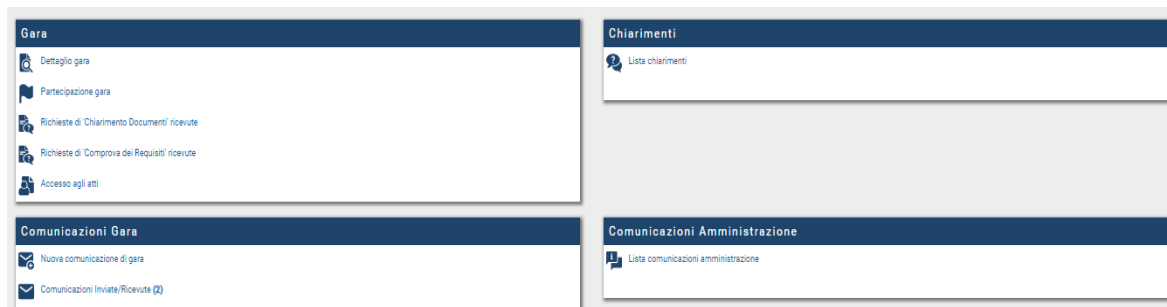 Gara
Dettaglio gara
Partecipazione gara
Richieste di 'Chiarimento Documenti' ricevute
Richieste di 'Comprova dei Requisiti' ricevute
Accesso agli atti
Chiarimenti
Lista chiarimenti
Comunicazioni Gara
Nuova comunicazione di gara
Comunicazioni Inviate/Ricevute (2)
Comunicazioni Amministrazione
Lista comunicazioni amministrazione